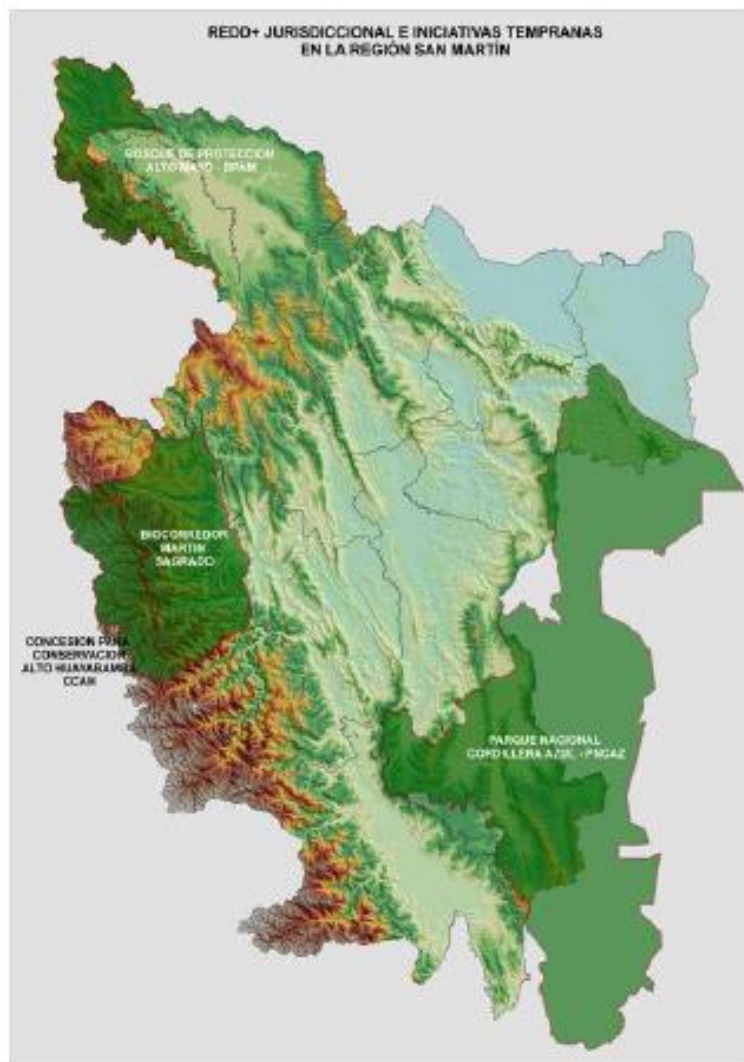 REDD+ JURISDICCIONAL E INICIATIVAS TEMPRANAS
EN LA REGIÓN SAN MARTÍN
BOSQUE DE PROTECCION
ALTO MAYO - BPAM
BIOCORREDOR
MARTIN
SAGRADO
CONCESION PARA
CONSERVACION
ALTO HUAYABAMBA
CCAH
PARQUE NACIONAL
CORDILLERA AZUL - PNCAZ